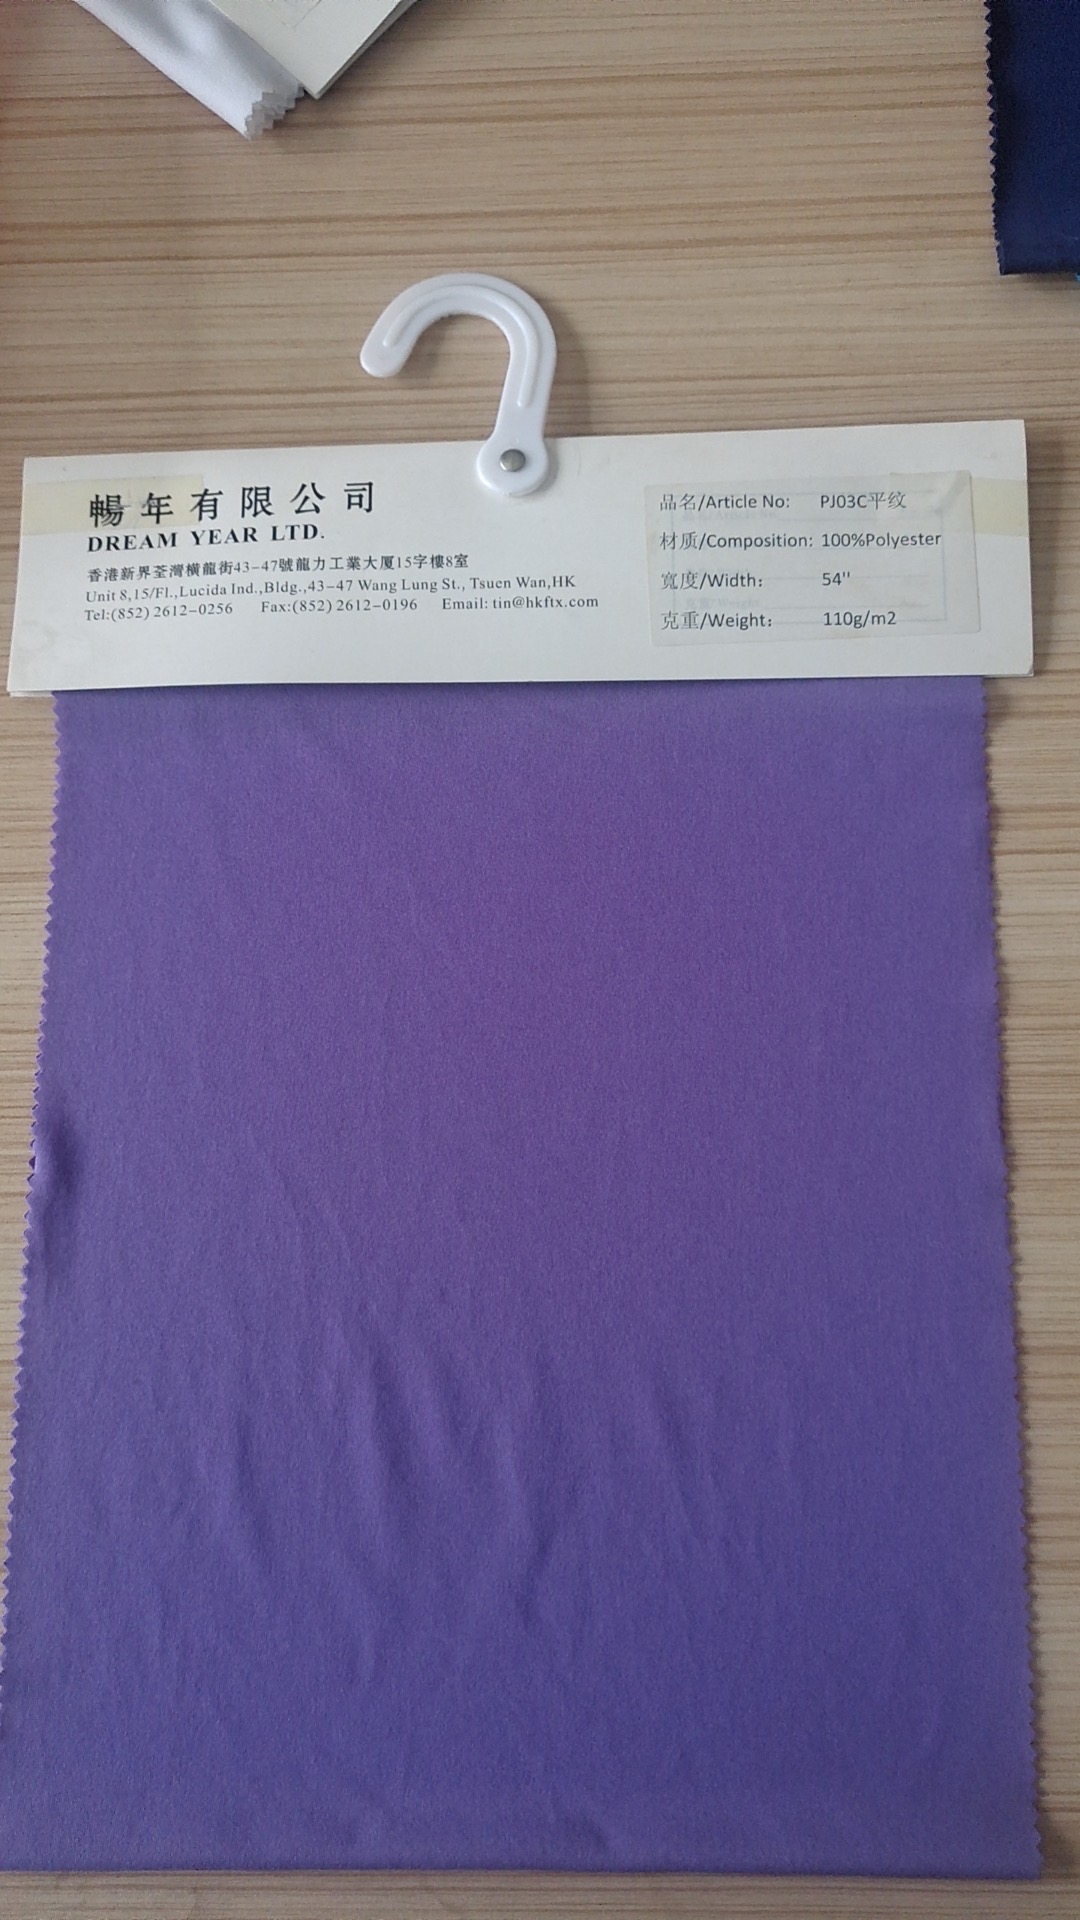 暢年有限公司
DREAM YEAR LTD.
香港新界荃灣橫龍街43-47號龍力工業大厦15字樓8室
Unit 8,15/Fl.,Lucida Ind.,Bldg.,43-47 Wang Lung St., Tsuen Wan,HK
Tel:(852) 2612-0256 Fax:(852) 2612-0196 Email: tin@hkftx.com
品名/Article No: PJ03C平纹
材质/Composition: 100%Polyester
寬度/Width: 54''
克重/Weight: 110g/m2